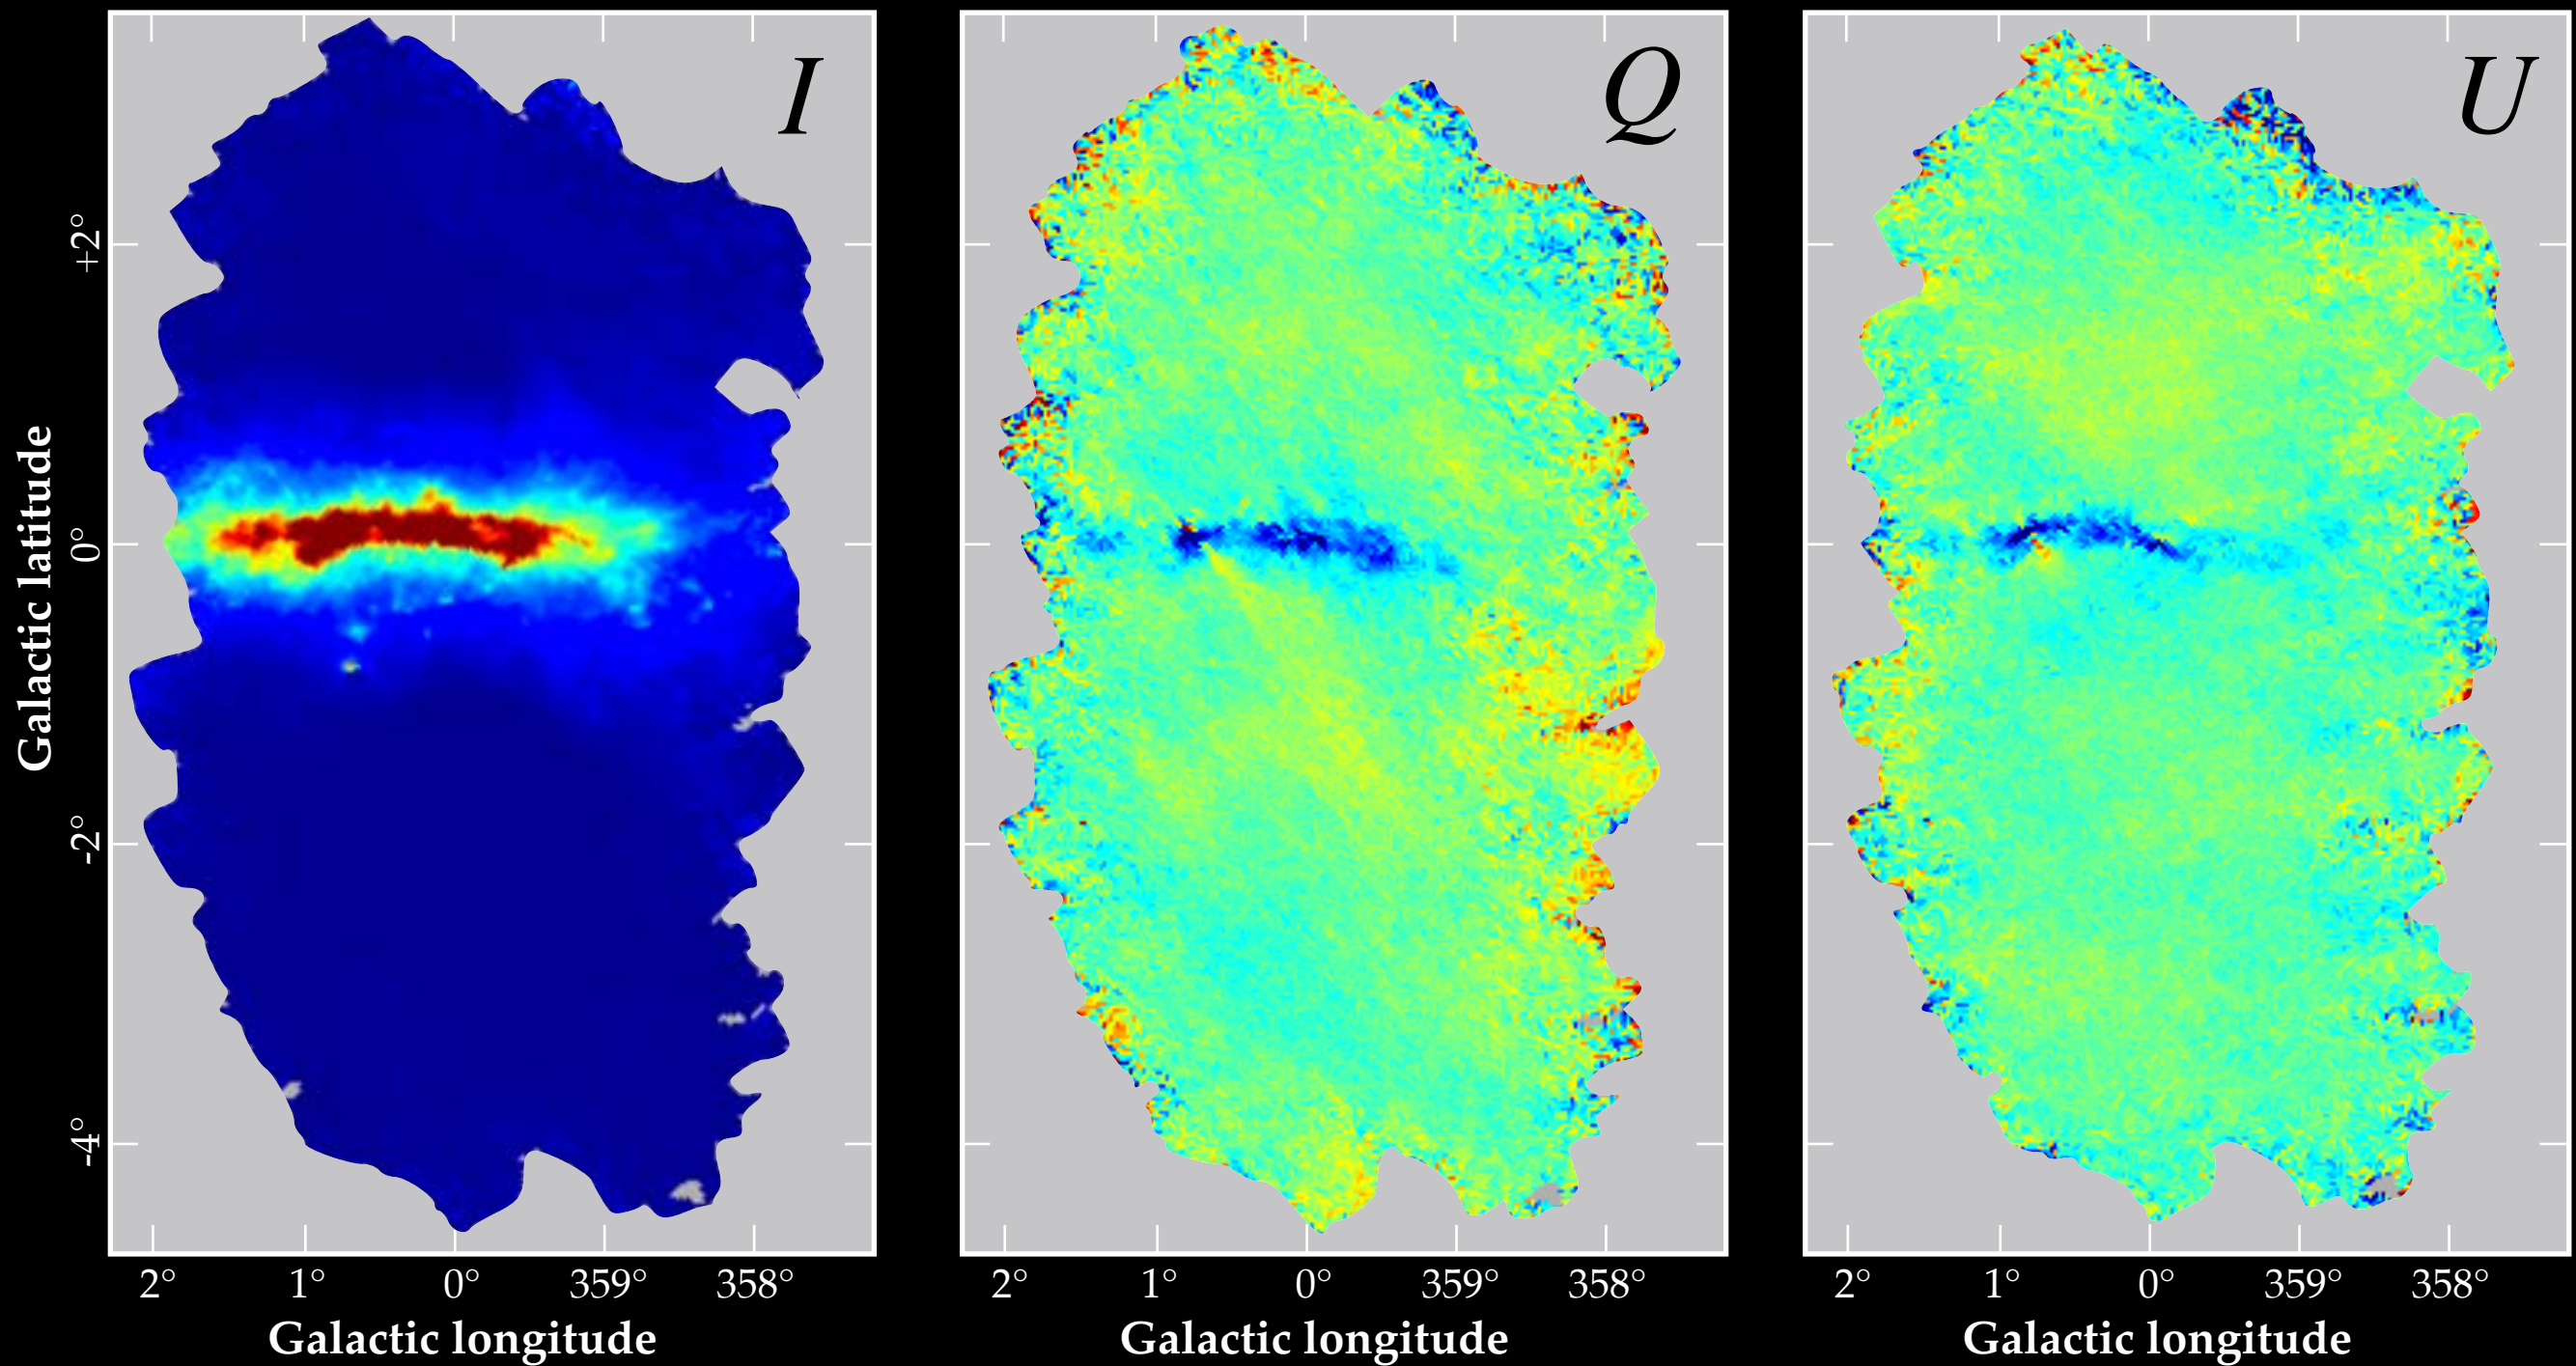 I
Q
U
Galactic latitude
+2°
0°
-2°
-4°
2° 1° 0° 359° 358°
2° 1° 0° 359° 358°
2° 1° 0° 359° 358°
Galactic longitude
Galactic longitude
Galactic longitude